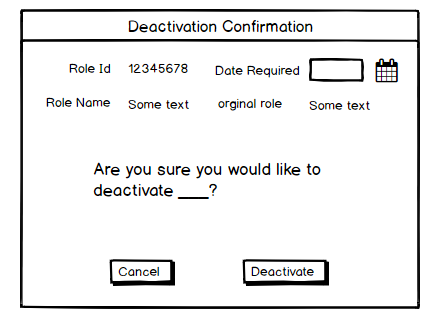 Deactivation Confirmation
Role Id 12345678 Date Required
Role Name Some text orginal role Some text
Are you sure you would like to
deactivate ____?
Cancel Deactivate